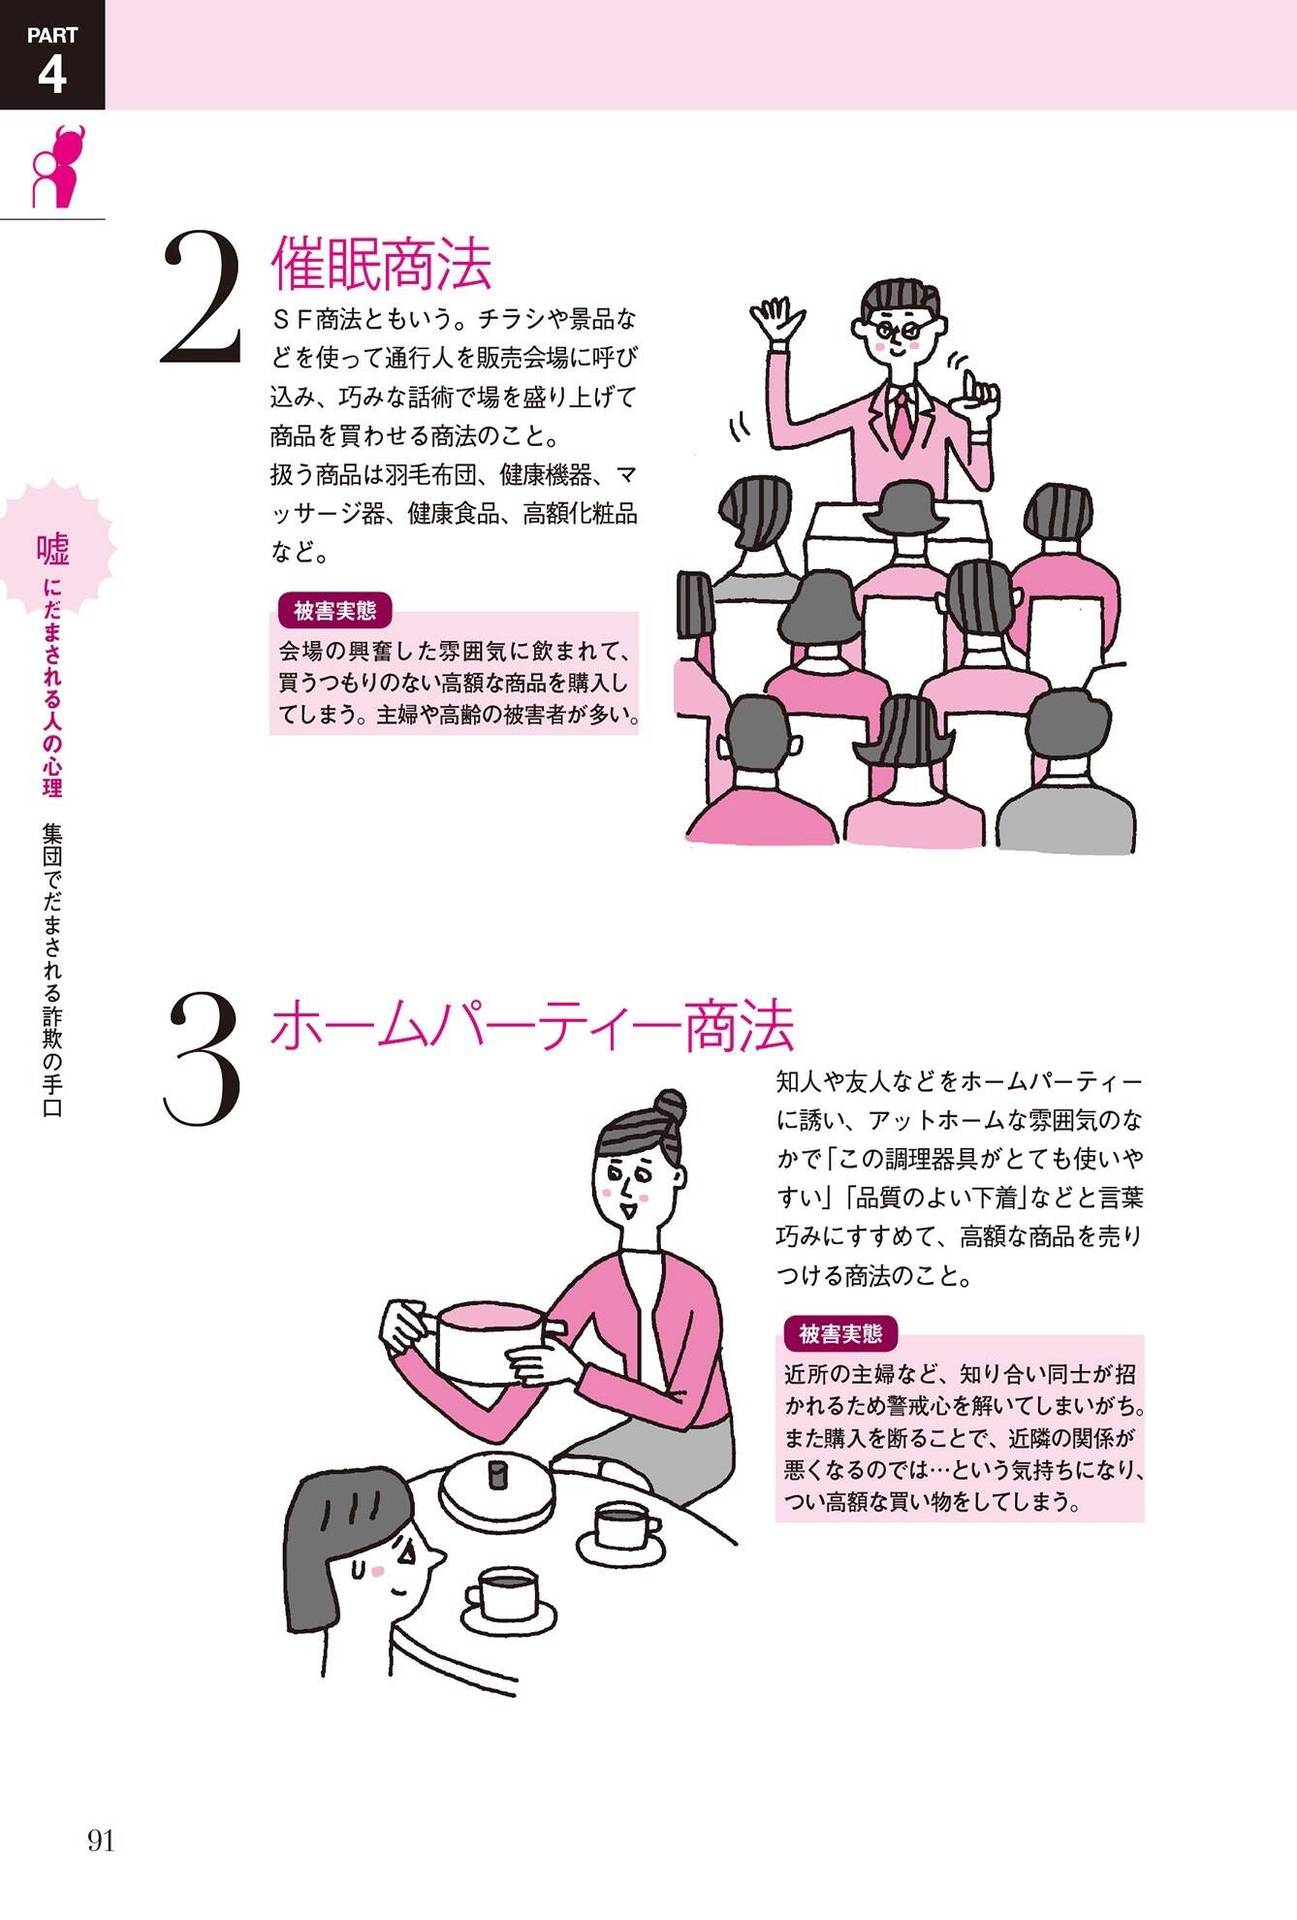 PART
4
2
催眠商法
ＳＦ商法ともいう。チラシや景品な
どを使って通行人を販売会場に呼び
込み、巧みな話術で場を盛り上げて
商品を買わせる商法のこと。
扱う商品は羽毛布団、健康機器、マ
ッサージ器、健康食品、高額化粧品
など。
被害実態
会場の興奮した雰囲気に飲まれて、
買うつもりのない高額な商品を購入し
てしまう。主婦や高齢の被害者が多い。
嘘にだまされる人の心理　集団でだまされる詐欺の手口
3
ホームパーティー商法
知人や友人などをホームパーティー
に誘い、アットホームな雰囲気のな
かで「この調理器具がとても使いや
すい」「品質のよい下着」などと言葉
巧みにすすめて、高額な商品を売り
つける商法のこと。
被害実態
近所の主婦など、知り合い同士が招
かれるため警戒心を解いてしまいがち。
また購入を断ることで、近隣の関係が
悪くなるのでは…という気持ちになり、
つい高額な買い物をしてしまう。
91